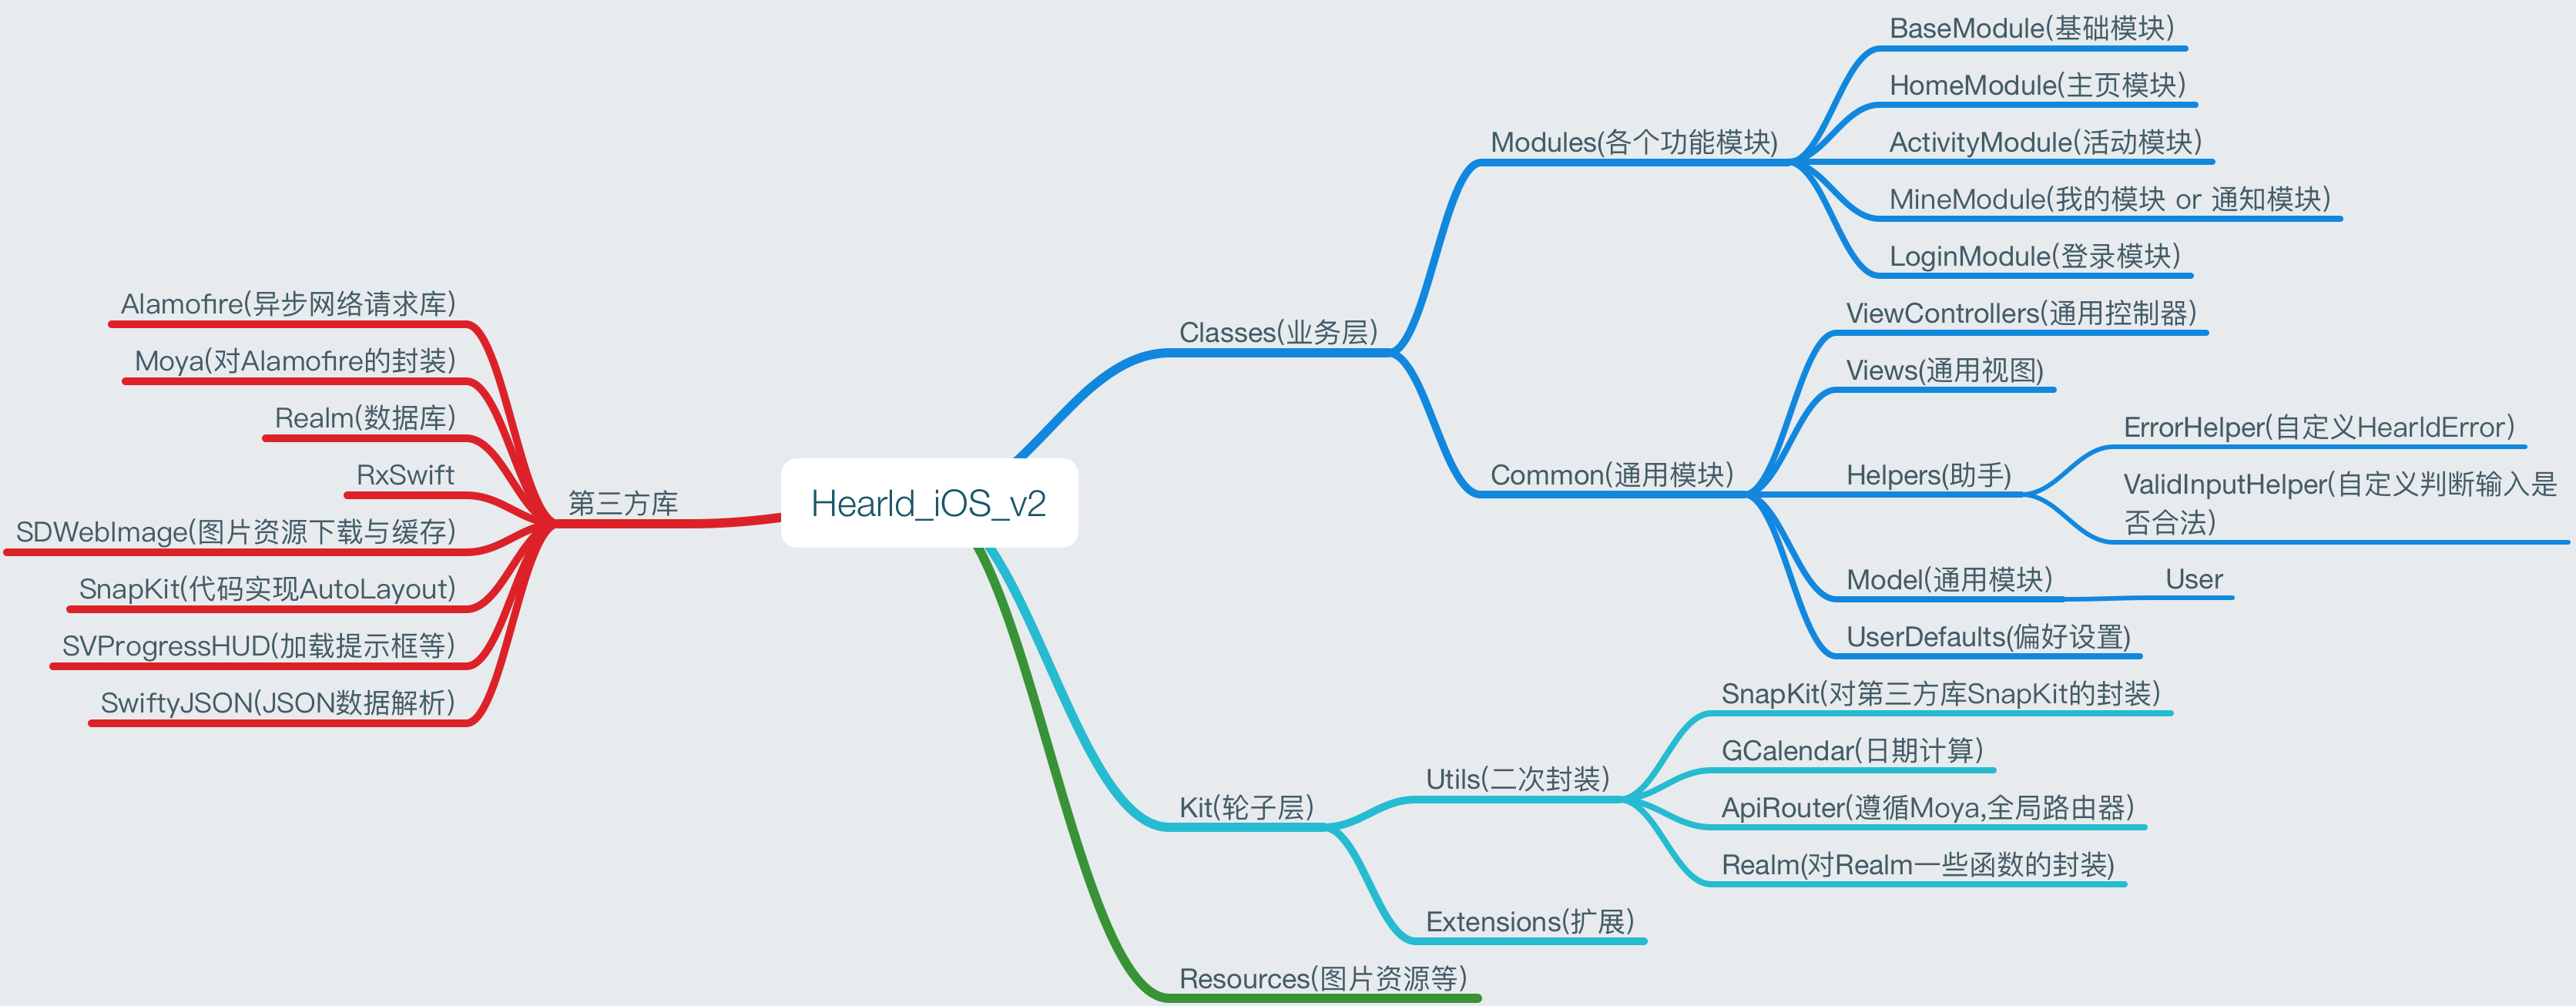 Hearld_iOS_v2
Classes(业务层)
Modules(各个功能模块)
BaseModule(基础模块)
HomeModule(主页模块)
ActivityModule(活动模块)
MineModule(我的模块 or 通知模块)
LoginModule(登录模块)
Common(通用模块)
ViewControllers(通用控制器)
Views(通用视图)
Helpers(助手)
ErrorHelper(自定义HearldError)
ValidInputHelper(自定义判断输入是
否合法)
Model(通用模块)
User
UserDefaults(偏好设置)
Kit(轮子层)
Utils(二次封装)
SnapKit(对第三方库SnapKit的封装)
GCalendar(日期计算)
ApiRouter(遵循Moya,全局路由器)
Realm(对Realm一些函数的封装)
Extensions(扩展)
Resources(图片资源等)
第三方库
Alamofire(异步网络请求库)
Moya(对Alamofire的封装)
Realm(数据库)
RxSwift
SDWebImage(图片资源下载与缓存)
SnapKit(代码实现AutoLayout)
SVProgressHUD(加载提示框等)
SwiftyJSON(JSON数据解析)